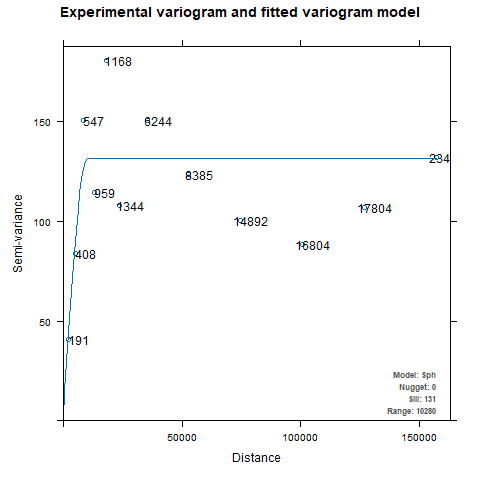 Experimental variogram and fitted variogram model
1168
547
6244
150
234
8385
959
1344
17804
14892
100
16804
408
191
50
Semi-variance
Model: Sph
Nugget: 0
Sill: 131
Range: 10280
50000
100000
150000
Distance